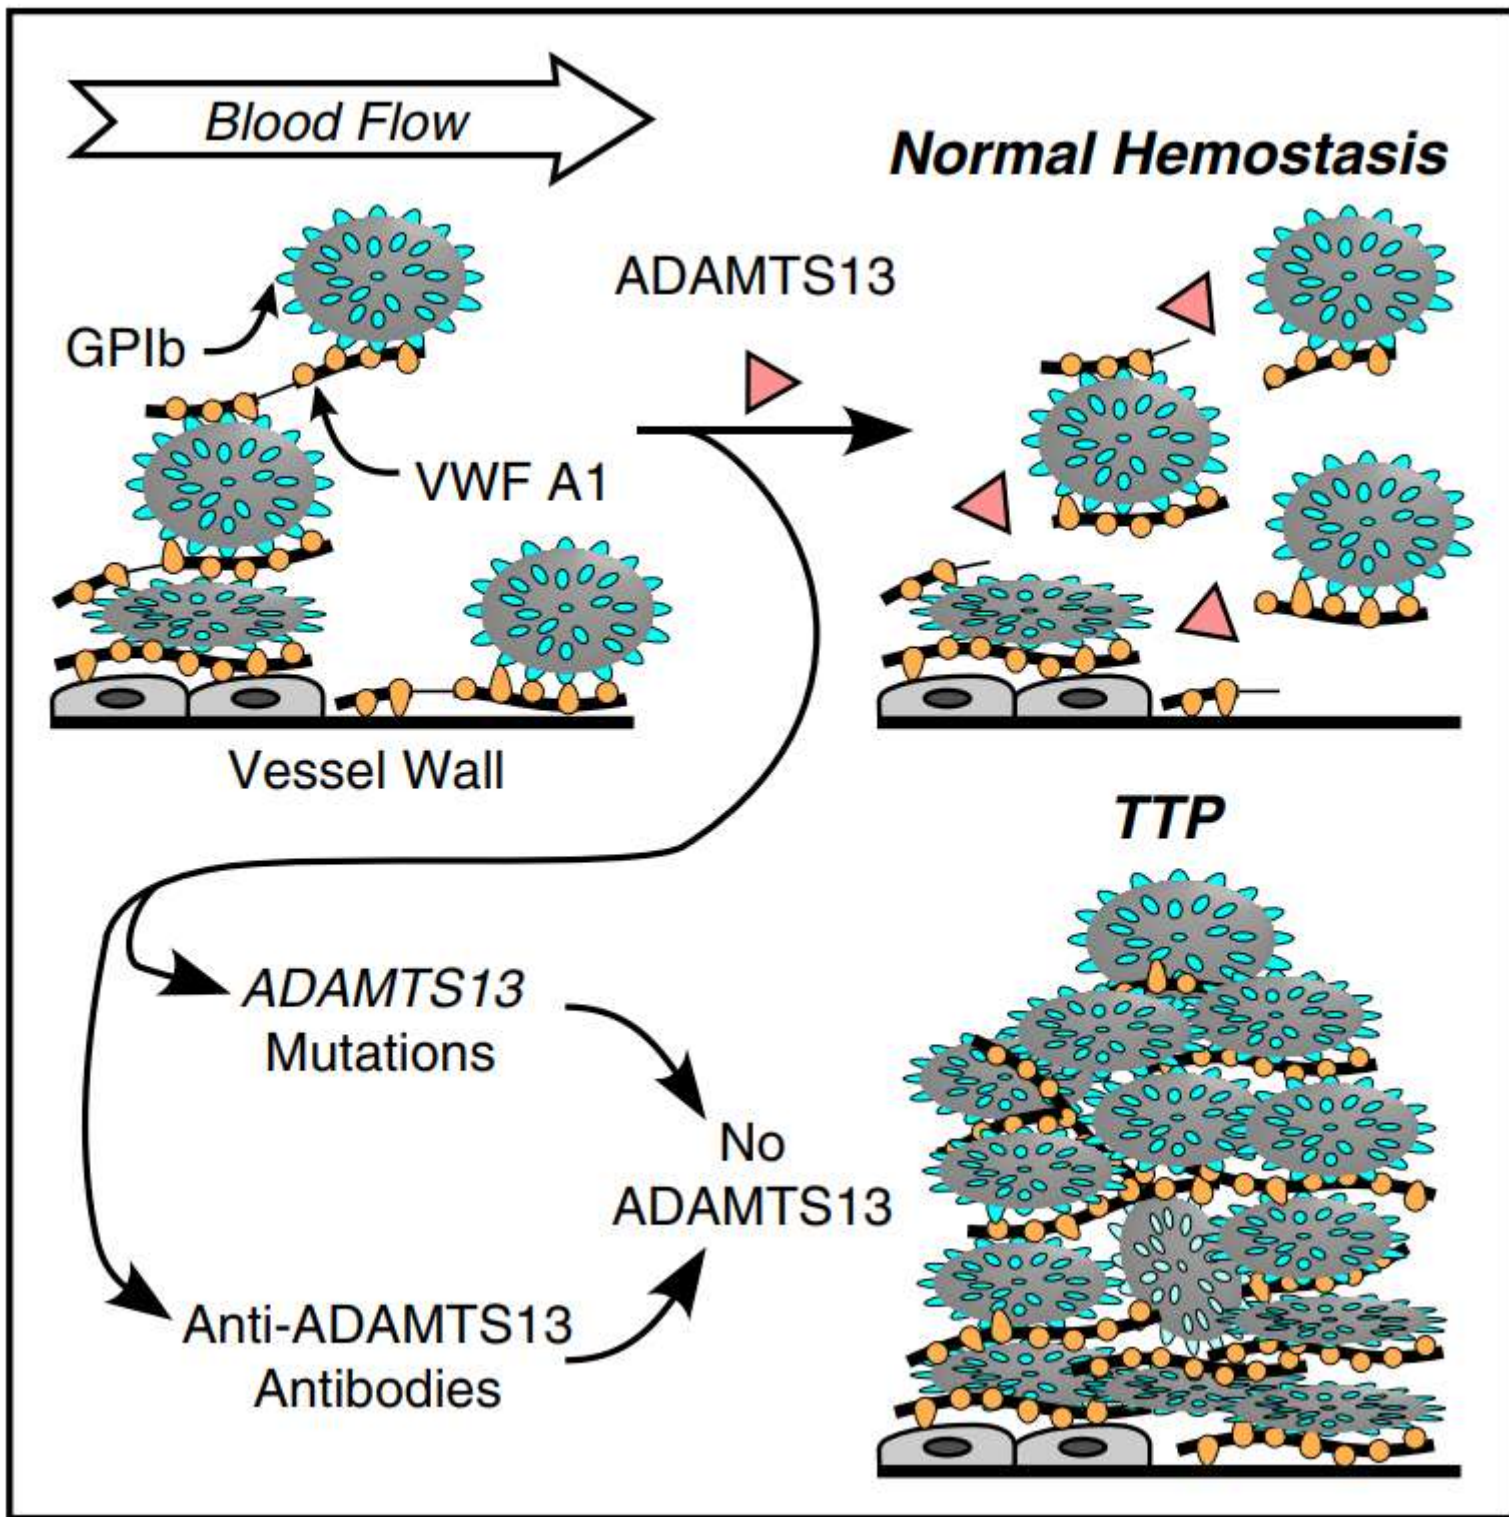 Blood Flow
Normal Hemostasis
ADAMTS13
GPIb
VWF A1
Vessel Wall
TTP
ADAMTS13
Mutations
No
ADAMTS13
Anti-ADAMTS13
Antibodies